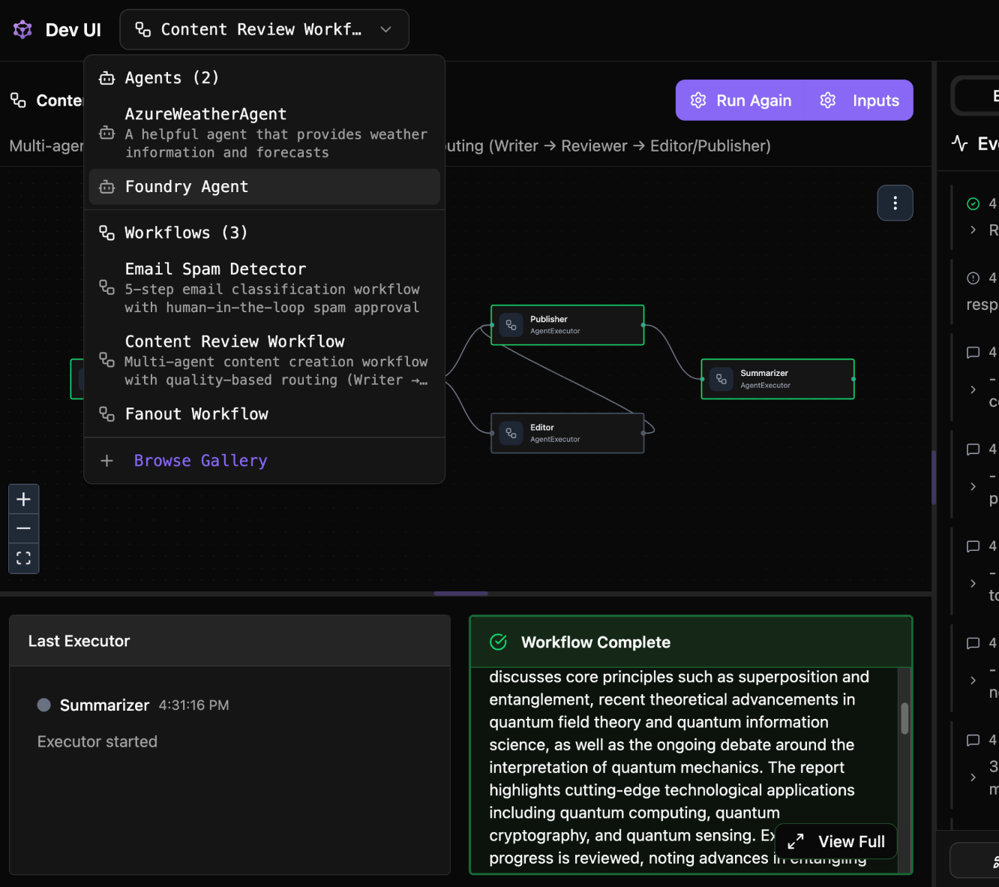 Dev UI
Content Review Workf…
Agents (2)
AzureWeatherAgent
A helpful agent that provides weather
information and forecasts
Foundry Agent
Workflows (3)
Email Spam Detector
5-step email classification workflow
with human-in-the-loop spam approval
Content Review Workflow
Multi-agent content creation workflow
with quality-based routing (Writer →…
Fanout Workflow
+ Browse Gallery
Conte
Run Again
Inputs
Multi-ager
uting (Writer → Reviewer → Editor/Publisher)
Publisher
AgentExecutor
Summarizer
AgentExecutor
Editor
AgentExecutor
Last Executor
Summarizer 4:31:16 PM
Executor started
Workflow Complete
discusses core principles such as superposition and
entanglement, recent theoretical advancements in
quantum field theory and quantum information
science, as well as the ongoing debate around the
interpretation of quantum mechanics. The report
highlights cutting-edge technological applications
including quantum computing, quantum
cryptography, and quantum sensing. Ex
progress is reviewed, noting advances in entangling
View Full
E
Eve
4
R
4
resp
4
-
co
4
-
p
4
-
to
4
-
4
3